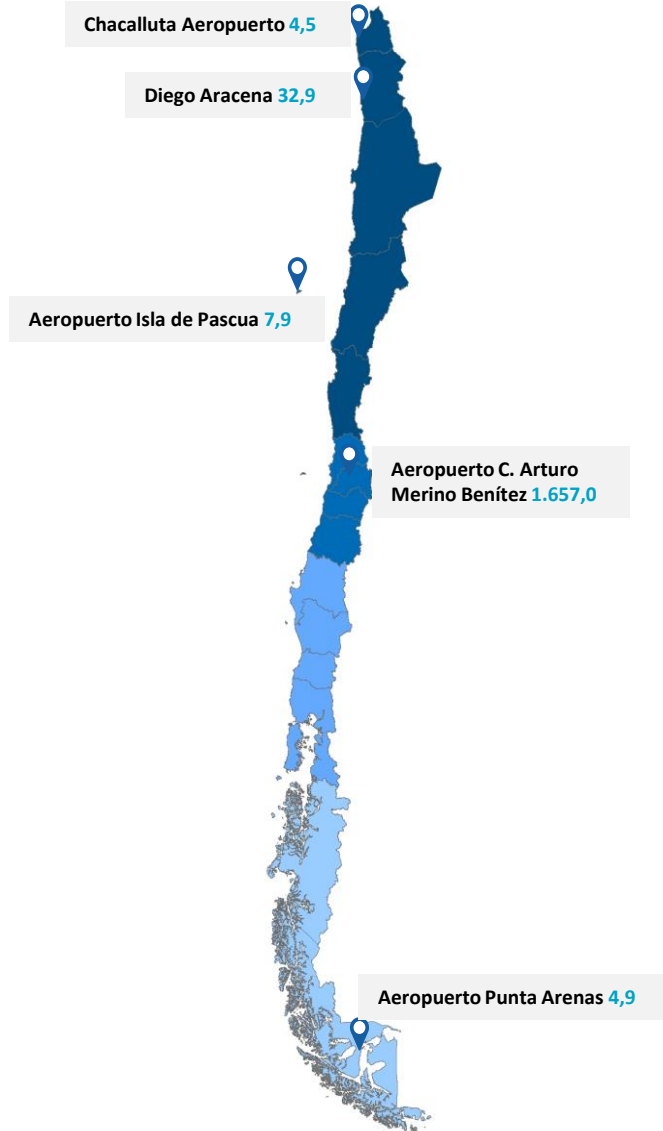 Chacalluta Aeropuerto 4,5
Diego Aracena 32,9
Aeropuerto Isla de Pascua 7,9
Aeropuerto C. Arturo
Merino Benítez 1.657,0
Aeropuerto Punta Arenas 4,9